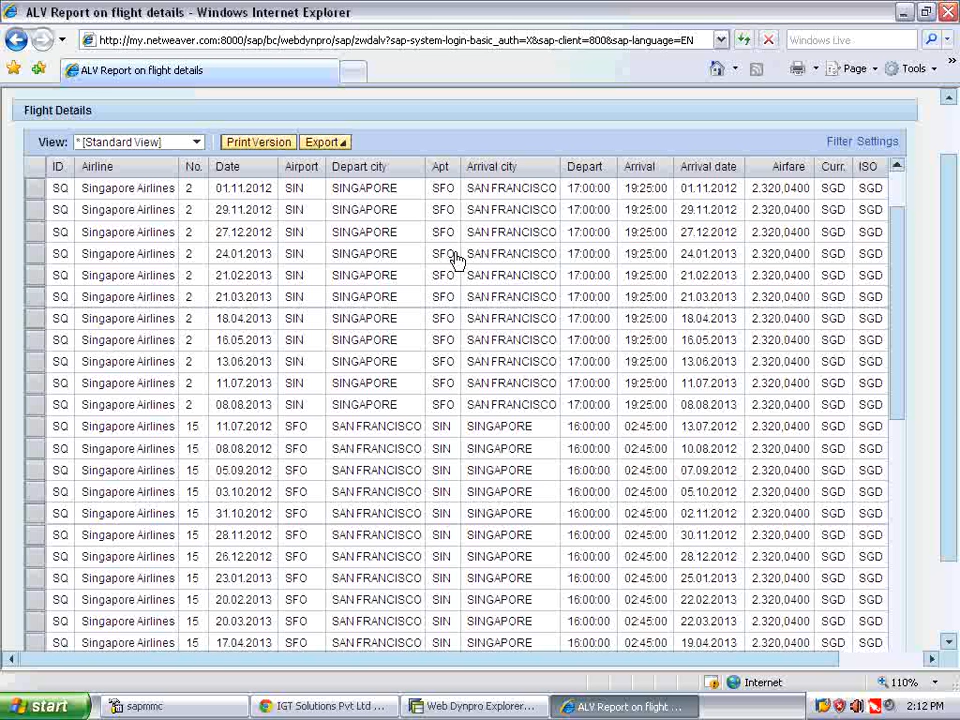 ALV Report on flight details - Windows Internet Explorer
http://my.netweaver.com:8000/sap/bc/webdynpro/sap/zwdalv?sap-system-login-basic_auth=X&sap-client=800&sap-language=EN
Windows Live
ALV Report on flight details
Page
Tools
Flight Details
View: * [Standard View] Print Version Export Filter Settings
ID Airline No. Date Airport Depart city Apt Arrival city Depart Arrival Arrival date Airfare Curr. ISO
SQ Singapore Airlines 2 01.11.2012 SIN SINGAPORE SFO SAN FRANCISCO 17:00:00 19:25:00 01.11.2012 2.320,0400 SGD SGD
SQ Singapore Airlines 2 29.11.2012 SIN SINGAPORE SFO SAN FRANCISCO 17:00:00 19:25:00 29.11.2012 2.320,0400 SGD SGD
SQ Singapore Airlines 2 27.12.2012 SIN SINGAPORE SFO SAN FRANCISCO 17:00:00 19:25:00 27.12.2012 2.320,0400 SGD SGD
SQ Singapore Airlines 2 24.01.2013 SIN SINGAPORE SFO SAN FRANCISCO 17:00:00 19:25:00 24.01.2013 2.320,0400 SGD SGD
SQ Singapore Airlines 2 21.02.2013 SIN SINGAPORE SFO SAN FRANCISCO 17:00:00 19:25:00 21.02.2013 2.320,0400 SGD SGD
SQ Singapore Airlines 2 21.03.2013 SIN SINGAPORE SFO SAN FRANCISCO 17:00:00 19:25:00 21.03.2013 2.320,0400 SGD SGD
SQ Singapore Airlines 2 18.04.2013 SIN SINGAPORE SFO SAN FRANCISCO 17:00:00 19:25:00 18.04.2013 2.320,0400 SGD SGD
SQ Singapore Airlines 2 16.05.2013 SIN SINGAPORE SFO SAN FRANCISCO 17:00:00 19:25:00 16.05.2013 2.320,0400 SGD SGD
SQ Singapore Airlines 2 13.06.2013 SIN SINGAPORE SFO SAN FRANCISCO 17:00:00 19:25:00 13.06.2013 2.320,0400 SGD SGD
SQ Singapore Airlines 2 11.07.2013 SIN SINGAPORE SFO SAN FRANCISCO 17:00:00 19:25:00 11.07.2013 2.320,0400 SGD SGD
SQ Singapore Airlines 2 08.08.2013 SIN SINGAPORE SFO SAN FRANCISCO 17:00:00 19:25:00 08.08.2013 2.320,0400 SGD SGD
SQ Singapore Airlines 15 11.07.2012 SFO SAN FRANCISCO SIN SINGAPORE 16:00:00 02:45:00 13.07.2012 2.320,0400 SGD SGD
SQ Singapore Airlines 15 08.08.2012 SFO SAN FRANCISCO SIN SINGAPORE 16:00:00 02:45:00 10.08.2012 2.320,0400 SGD SGD
SQ Singapore Airlines 15 05.09.2012 SFO SAN FRANCISCO SIN SINGAPORE 16:00:00 02:45:00 07.09.2012 2.320,0400 SGD SGD
SQ Singapore Airlines 15 03.10.2012 SFO SAN FRANCISCO SIN SINGAPORE 16:00:00 02:45:00 05.10.2012 2.320,0400 SGD SGD
SQ Singapore Airlines 15 31.10.2012 SFO SAN FRANCISCO SIN SINGAPORE 16:00:00 02:45:00 02.11.2012 2.320,0400 SGD SGD
SQ Singapore Airlines 15 28.11.2012 SFO SAN FRANCISCO SIN SINGAPORE 16:00:00 02:45:00 30.11.2012 2.320,0400 SGD SGD
SQ Singapore Airlines 15 26.12.2012 SFO SAN FRANCISCO SIN SINGAPORE 16:00:00 02:45:00 28.12.2012 2.320,0400 SGD SGD
SQ Singapore Airlines 15 23.01.2013 SFO SAN FRANCISCO SIN SINGAPORE 16:00:00 02:45:00 25.01.2013 2.320,0400 SGD SGD
SQ Singapore Airlines 15 20.02.2013 SFO SAN FRANCISCO SIN SINGAPORE 16:00:00 02:45:00 22.02.2013 2.320,0400 SGD SGD
SQ Singapore Airlines 15 20.03.2013 SFO SAN FRANCISCO SIN SINGAPORE 16:00:00 02:45:00 22.03.2013 2.320,0400 SGD SGD
SQ Singapore Airlines 15 17.04.2013 SFO SAN FRANCISCO SIN SINGAPORE 16:00:00 02:45:00 19.04.2013 2.320,0400 SGD SGD
Internet 110%
start sapmmc IGT Solutions Pvt Ltd ... Web Dynpro Explorer... ALV Report on flight ... 2:12 PM